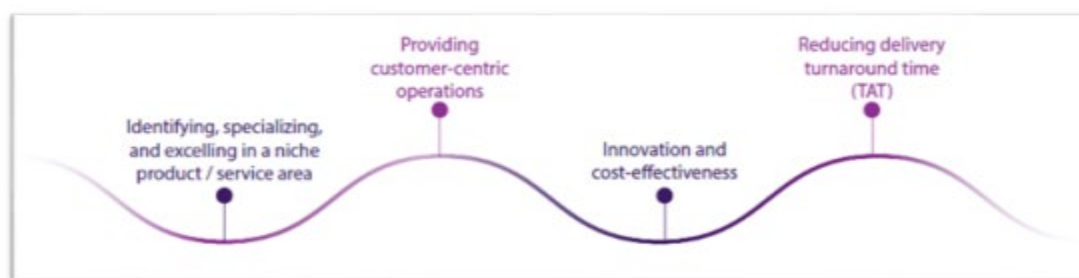 Identifying, specializing,
and excelling in a niche
product / service area
Providing
customer-centric
operations
Innovation and
cost-effectiveness
Reducing delivery
turnaround time
(TAT)